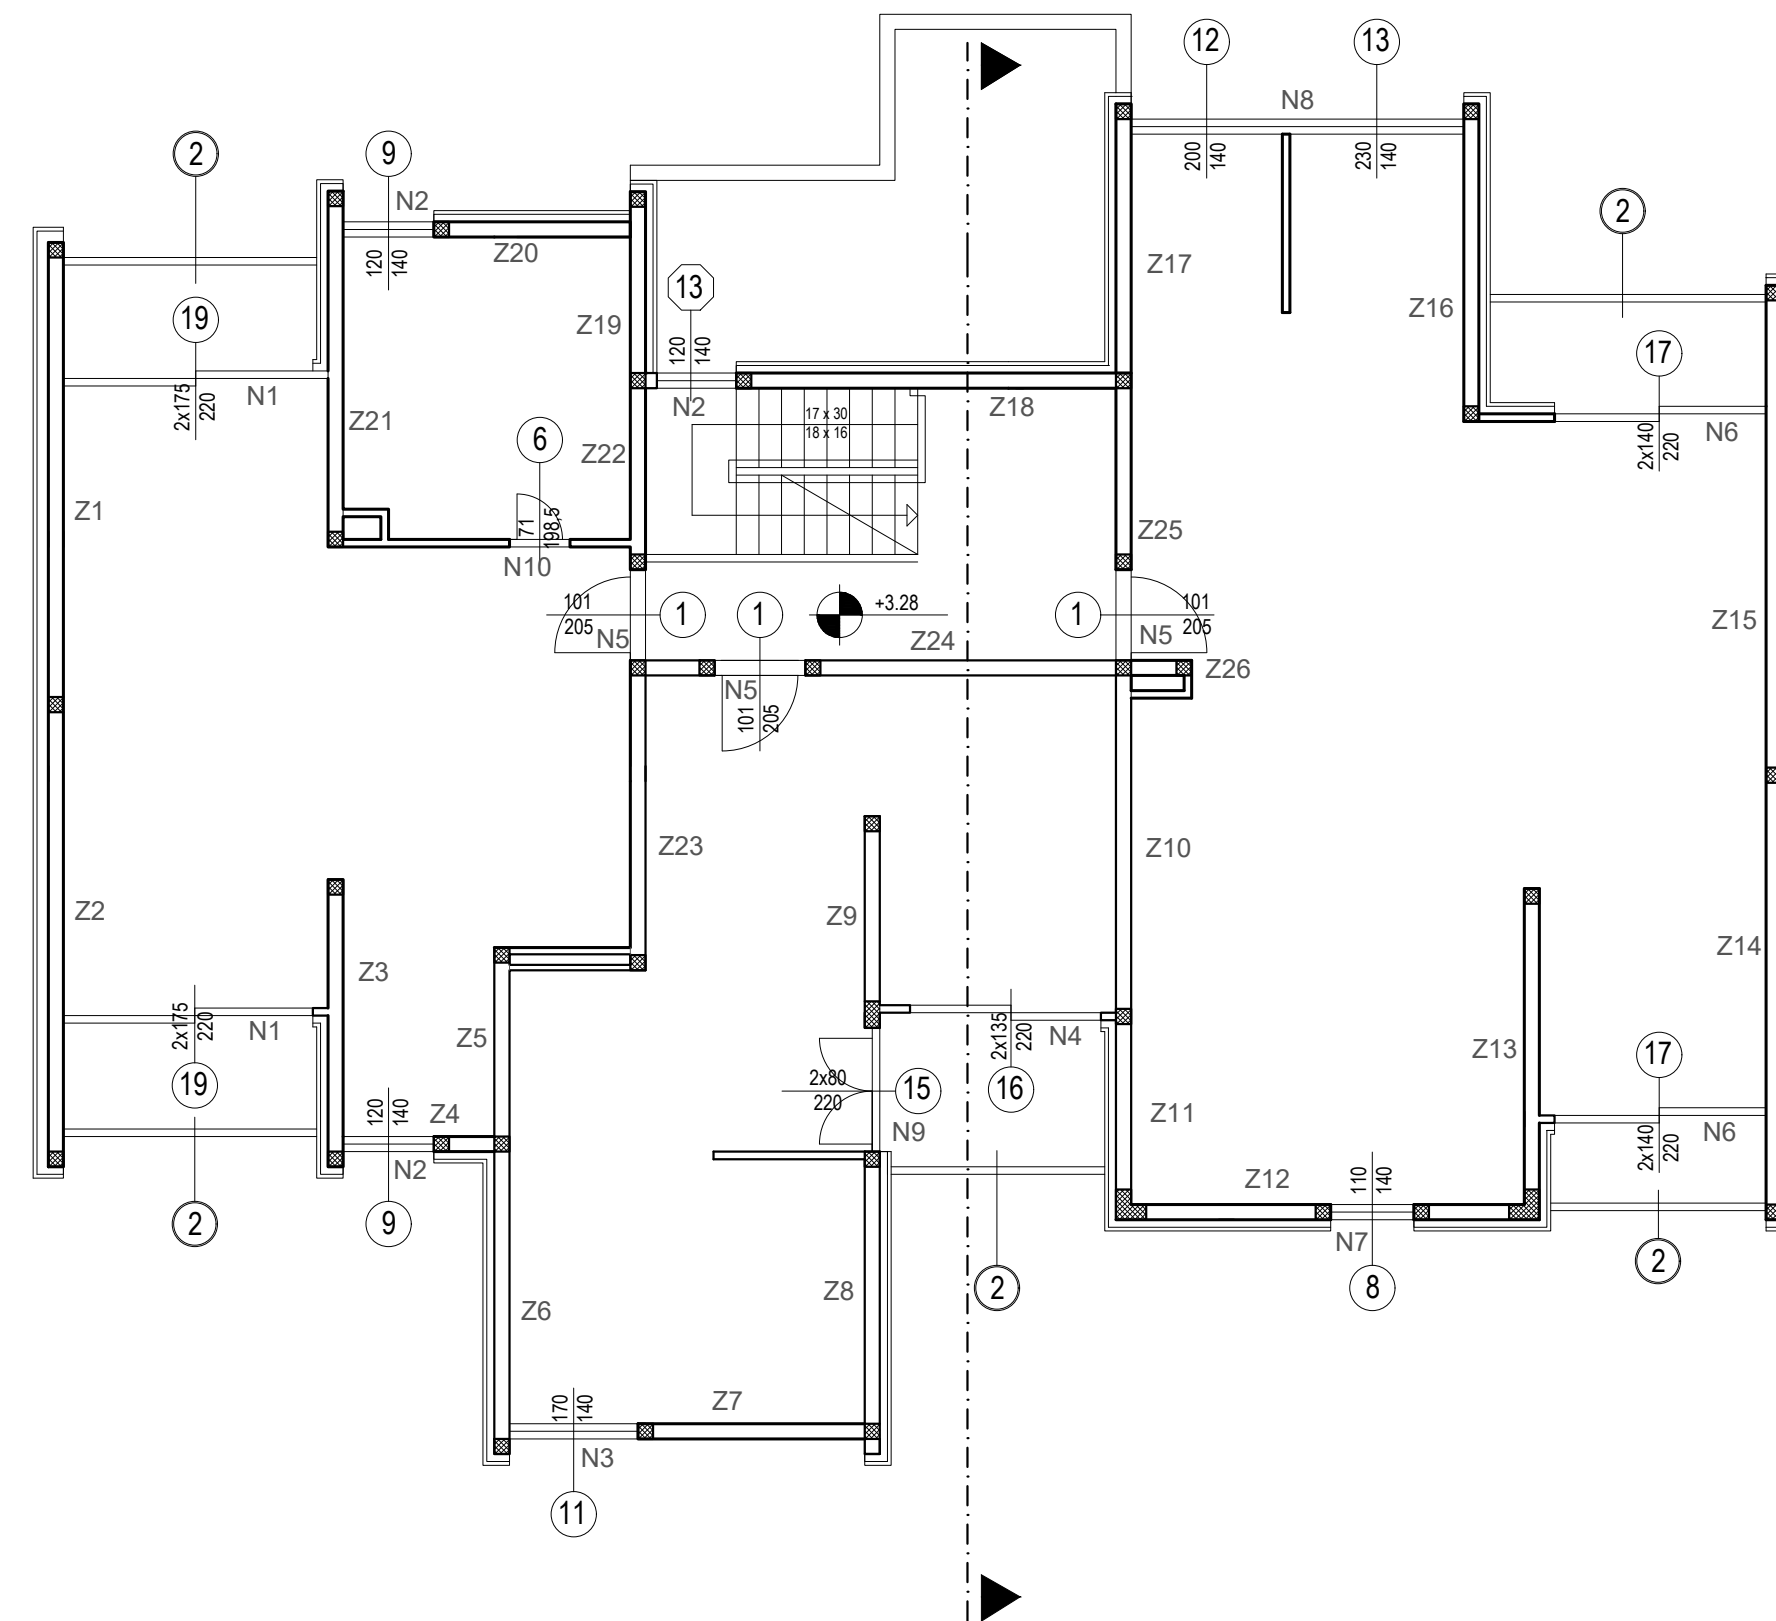 12
13
N8
200
140
230
140
2
9
N2
120
140
Z20
2
Z17
Z16
13
Z19
120
140
19
N1
2x175
220
Z21
N2
17 x 30
18 x 16
Z18
17
N6
2x140
220
6
Z22
71
198,5
N10
Z1
Z25
101
205
N5
1
1
+3.28
1
101
205
N5
Z15
Z24
Z26
N5
101
205
Z23
Z10
Z2
Z9
Z14
Z3
2x175
220
N1
Z5
2x135
220
N4
Z13
19
120
140
Z4
N2
2x80
220
15
16
N9
Z11
17
N6
2x140
220
2
9
Z12
110
140
N7
2
8
2
Z6
Z8
Z7
170
140
N3
11